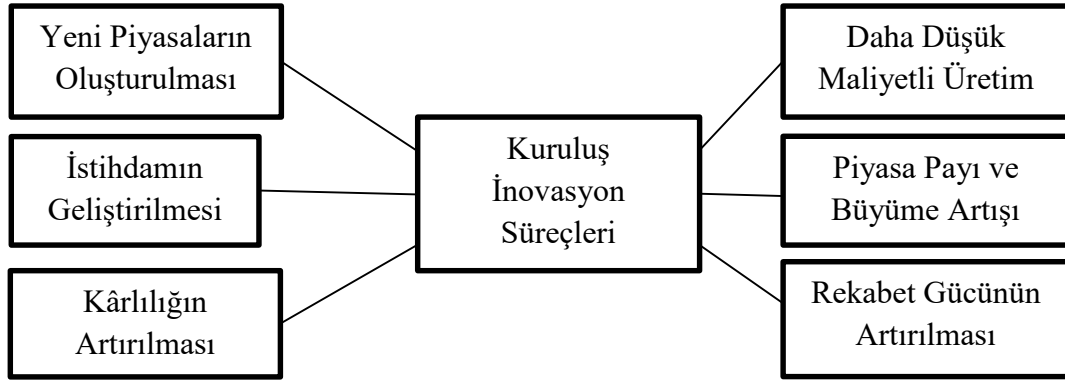 Yeni Piyasaların
Oluşturulması
İstihdamın
Geliştirilmesi
Kârlılığın
Artırılması
Kuruluş
İnovasyon
Süreçleri
Daha Düşük
Maliyetli Üretim
Piyasa Payı ve
Büyüme Artışı
Rekabet Gücünün
Artırılması